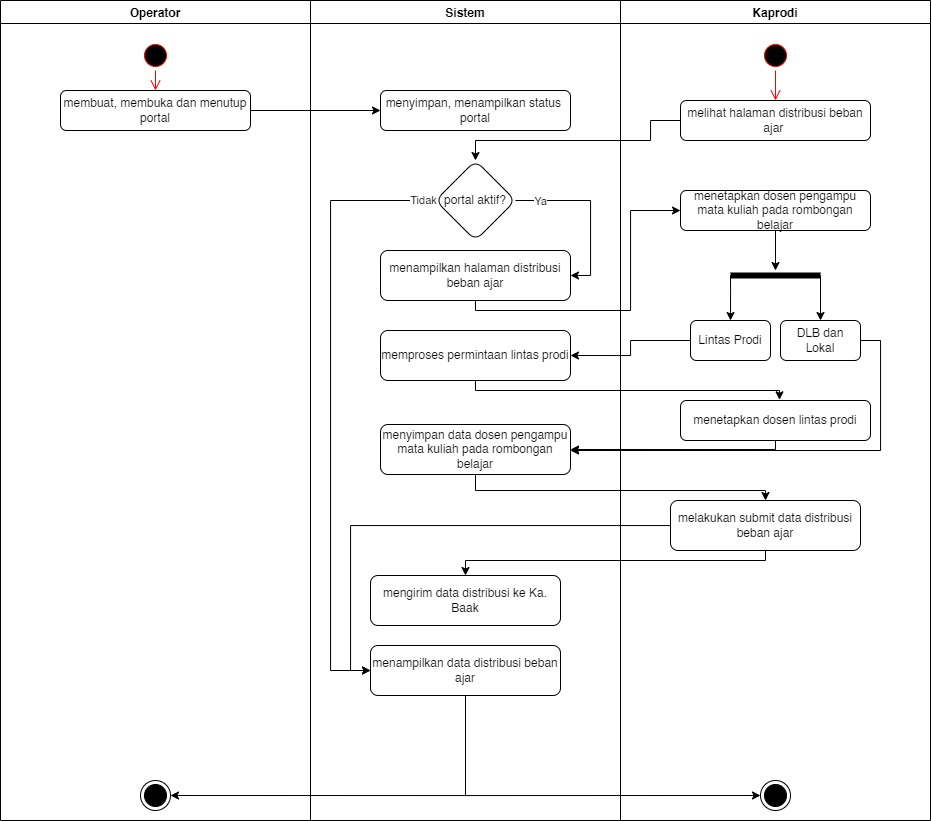 Operator
Sistem
Kaprodi
membuat, membuka dan menutup
portal
menyimpan, menampilkan status
portal
melihat halaman distribusi beban
ajar
Tidak
portal aktif?
Ya
menetapkan dosen pengampu
mata kuliah pada rombongan
belajar
menampilkan halaman distribusi
beban ajar
Lintas Prodi
DLB dan
Lokal
memproses permintaan lintas prodi
menetapkan dosen lintas prodi
menyimpan data dosen pengampu
mata kuliah pada rombongan
belajar
melakukan submit data distribusi
beban ajar
mengirim data distribusi ke Ka.
Baak
menampilkan data distribusi beban
ajar